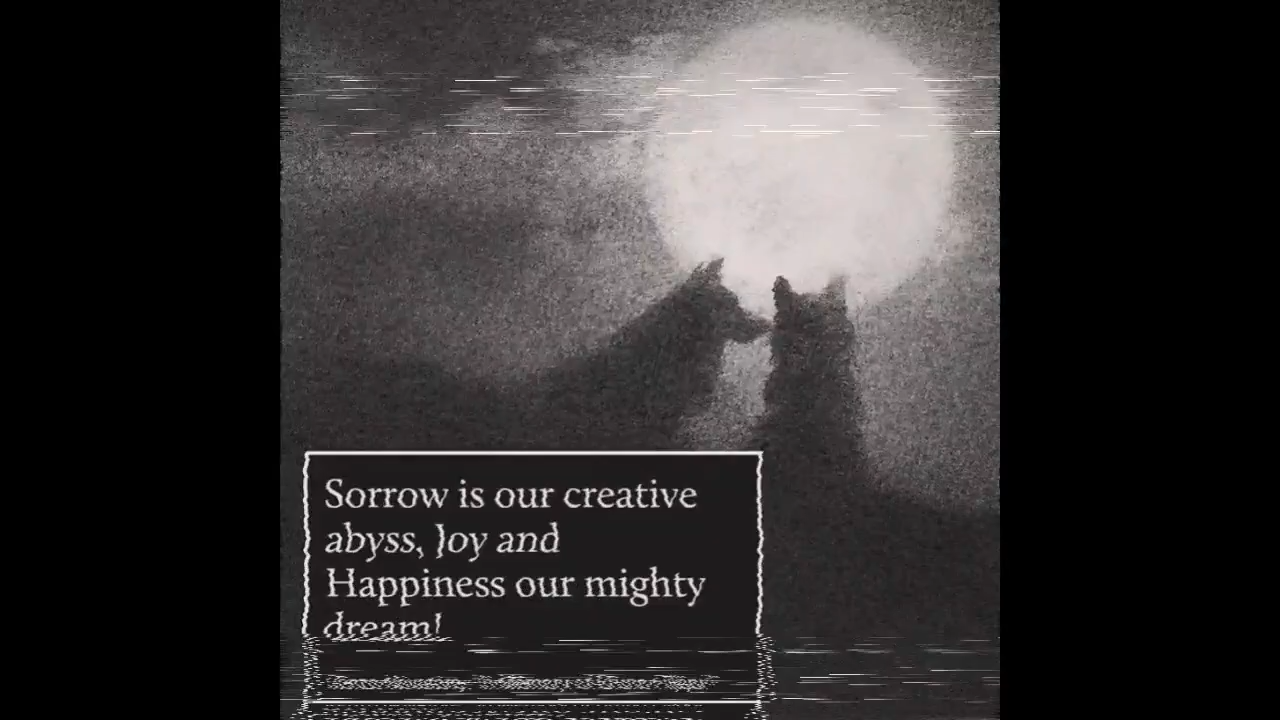 Sorrow is our creative
abyss, Joy and
Happiness our mighty
dream!